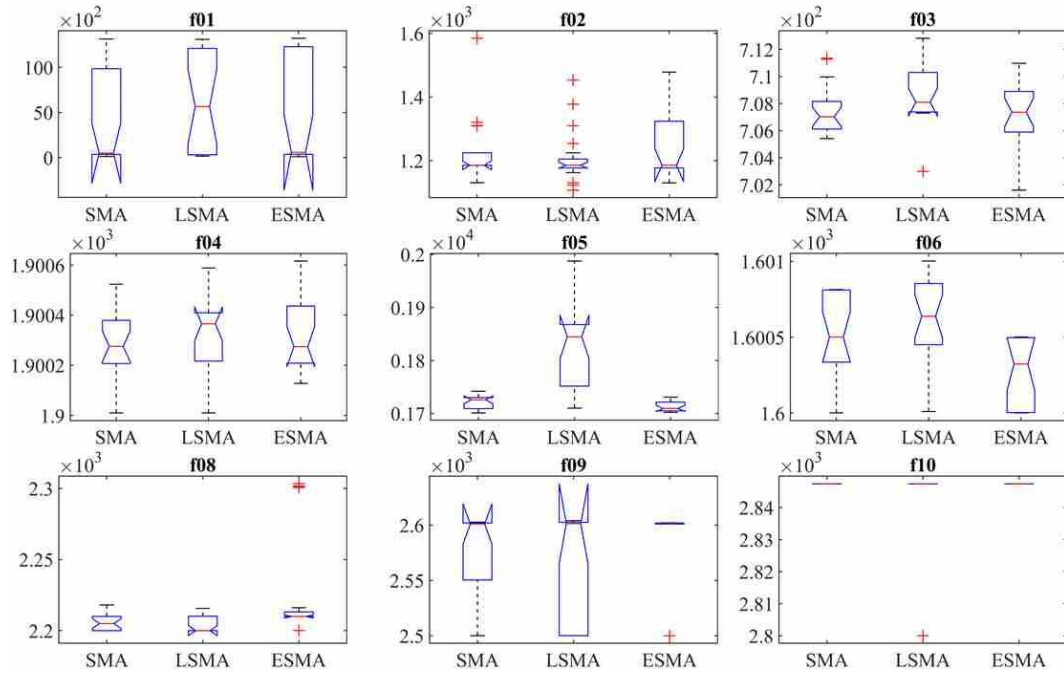 f01
×10²
100
50
0
SMA LSMA ESMA
f02
×10³
1.6
1.4
1.2
SMA LSMA ESMA
f03
×10²
7.12
7.1
7.08
7.06
7.04
7.02
SMA LSMA ESMA
f04
×10³
1.9006
1.9004
1.9002
1.9
SMA LSMA ESMA
f05
×10⁴
0.2
0.19
0.18
0.17
SMA LSMA ESMA
f06
×10³
1.601
1.6005
1.6
SMA LSMA ESMA
f08
×10³
2.3
2.25
2.2
SMA LSMA ESMA
f09
×10³
2.6
2.55
2.5
SMA LSMA ESMA
f10
×10³
2.84
2.83
2.82
2.81
2.8
SMA LSMA ESMA